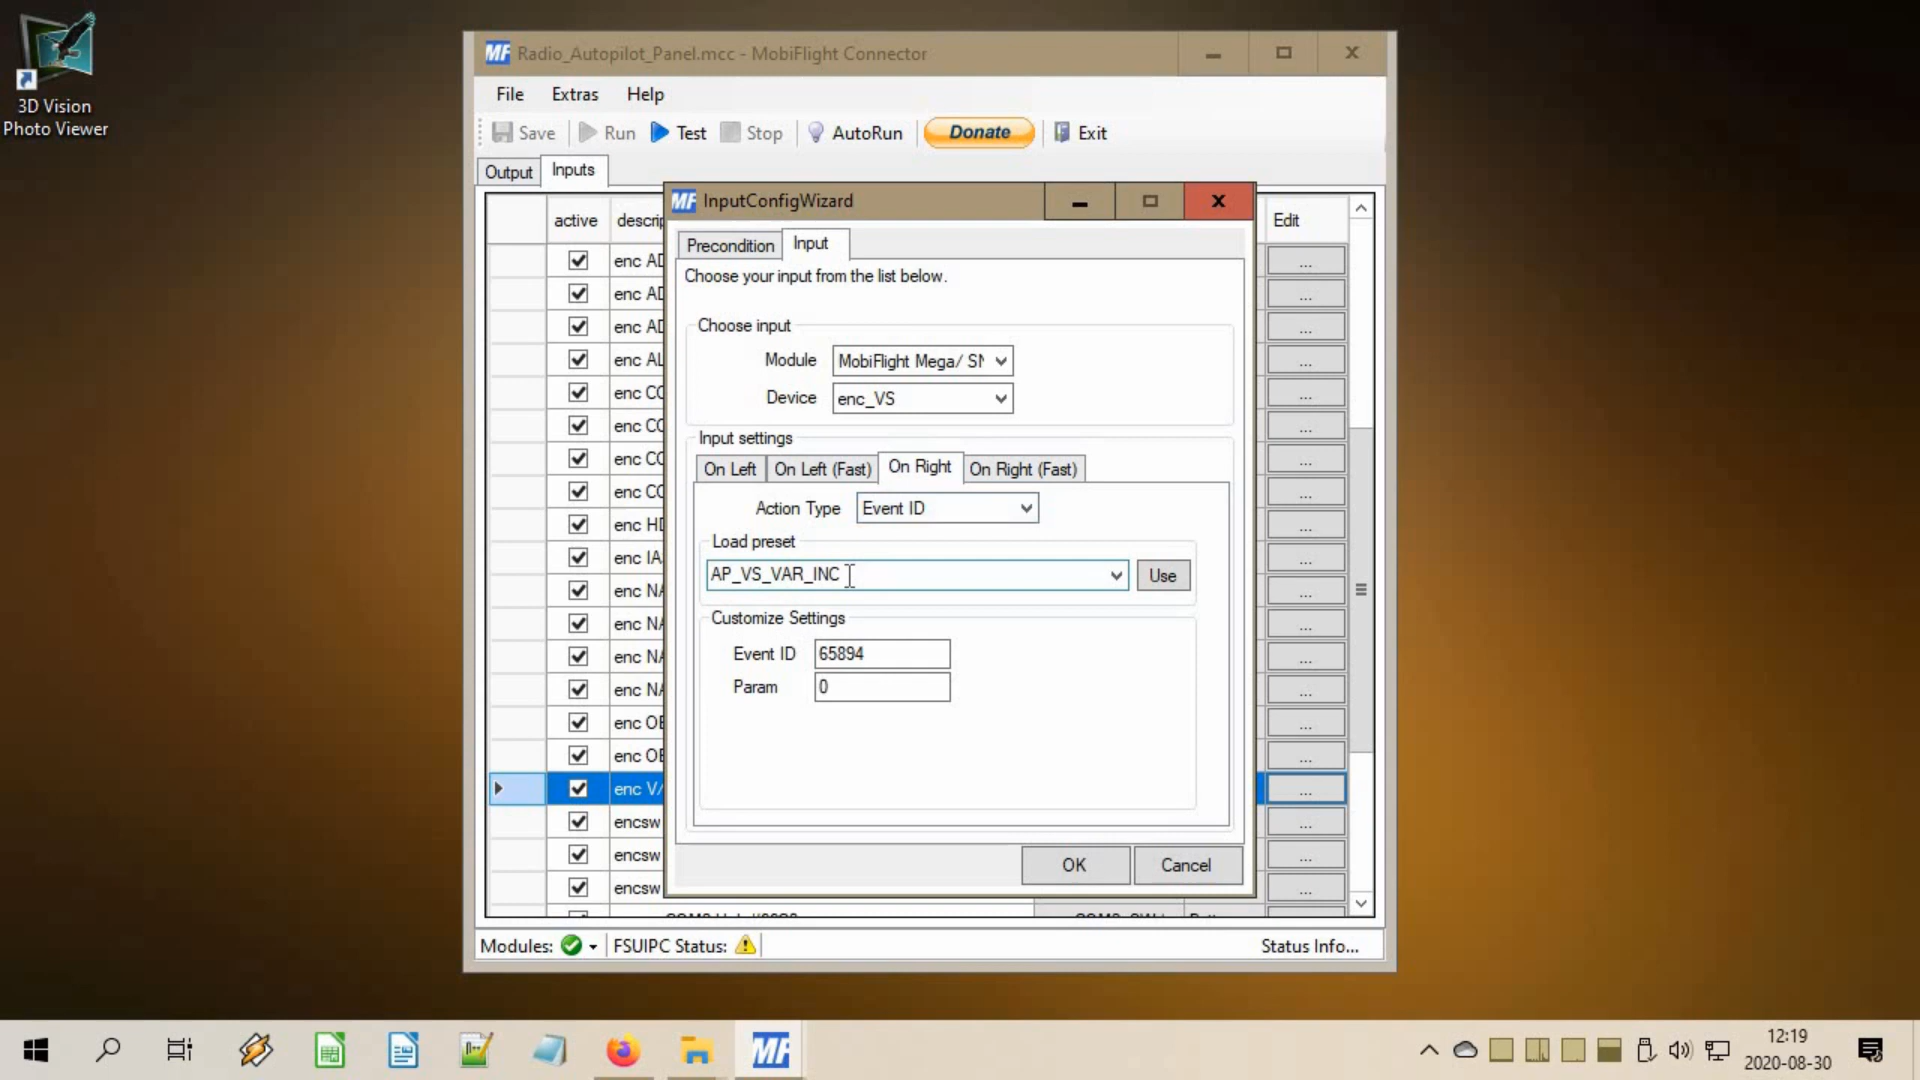 3D Vision
Photo Viewer
MF Radio_Autopilot_Panel.mcc - MobiFlight Connector
File Extras Help
Save Run Test Stop AutoRun Donate Exit
Output Inputs
active descrip Edit
MF InputConfigWizard
Precondition Input
Choose your input from the list below.
Choose input
Module MobiFlight Mega/ SN
Device enc_VS
Input settings
On Left On Left (Fast) On Right On Right (Fast)
Action Type Event ID
Load preset
AP_VS_VAR_INC Use
Customize Settings
Event ID 65894
Param 0
OK Cancel
enc AD ...
enc AD ...
enc AD ...
enc AL ...
enc CO ...
enc CO ...
enc CO ...
enc CO ...
enc HD ...
enc IA ...
enc NA ...
enc NA ...
enc NA ...
enc NA ...
enc OB ...
enc OB ...
enc V/ ...
encsw ...
encsw ...
encsw ...
Modules: FSUIPC Status: Status Info...
MF
12:19
2020-08-30